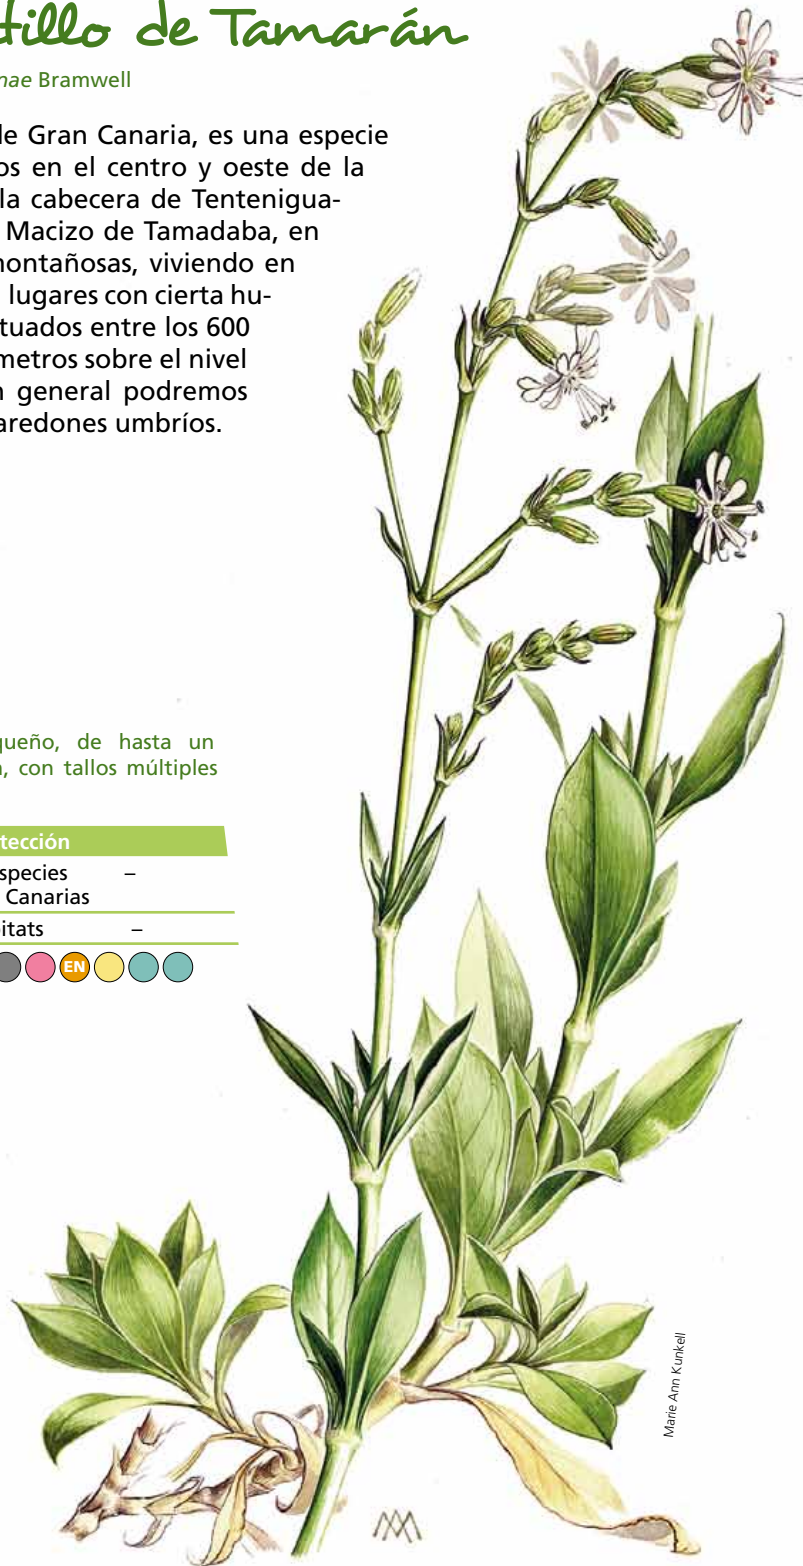 tillo de Tamarán
nae Bramwell
de Gran Canaria, es una especie
os en el centro y oeste de la
la cabecera de Tentenigua-
Macizo de Tamadaba, en
montañosas, viviendo en
lugares con cierta hu-
tuados entre los 600
metros sobre el nivel
n general podremos
aredones umbríos.
queño, de hasta un
, con tallos múltiples
tección
species –
Canarias
itats –
EN
Marie Ann Kunkell